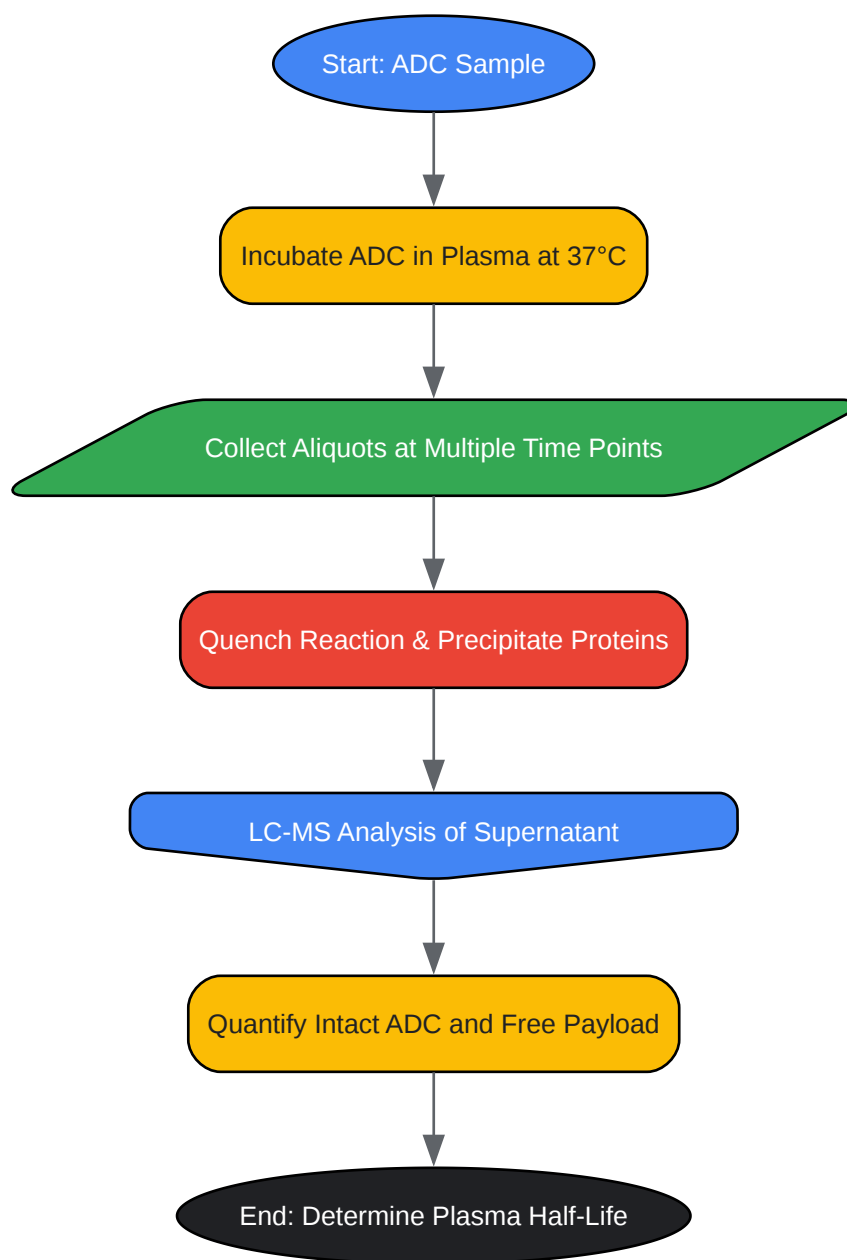 Start: ADC Sample
Incubate ADC in Plasma at 37°C
Collect Aliquots at Multiple Time Points
Quench Reaction & Precipitate Proteins
LC-MS Analysis of Supernatant
Quantify Intact ADC and Free Payload
End: Determine Plasma Half-Life